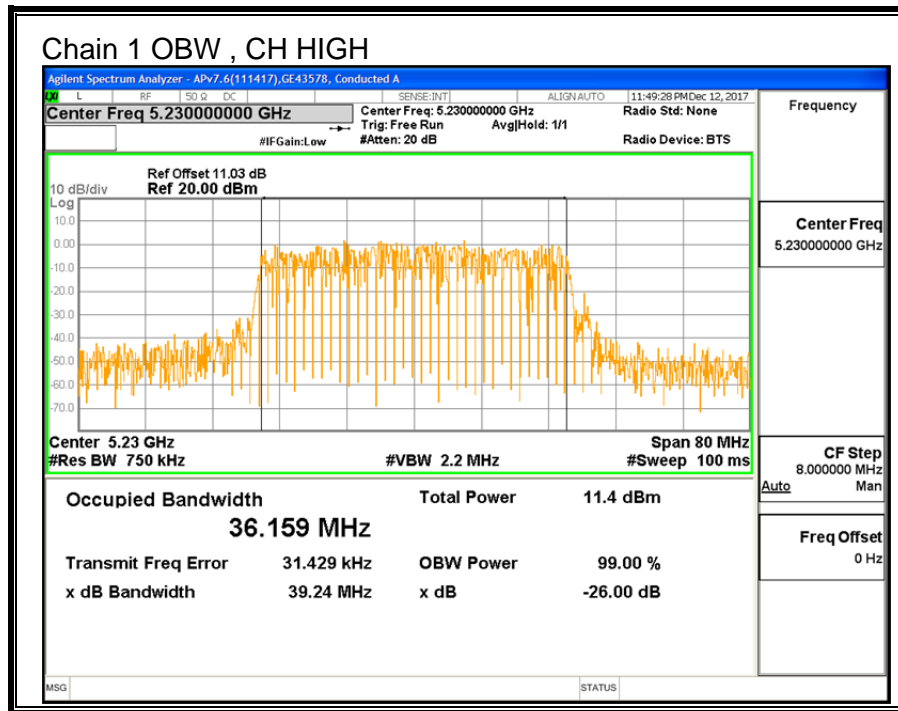 Chain 1 OBW , CH HIGH
Agilent Spectrum Analyzer - APv7.6(111417),GE43578, Conducted A
LXI L RF 50 Ω DC SENSE:INT ALIGN AUTO 11:49:28 PM Dec 12, 2017
Center Freq 5.230000000 GHz
Center Freq: 5.230000000 GHz
Radio Std: None
Trig: Free Run Avg|Hold: 1/1
#IFGain:Low #Atten: 20 dB Radio Device: BTS
Ref Offset 11.03 dB
10 dB/div Ref 20.00 dBm
Log
10.0
0.00
-10.0
-20.0
-30.0
-40.0
-50.0
-60.0
-70.0
Center 5.23 GHz Span 80 MHz
#Res BW 750 kHz #VBW 2.2 MHz #Sweep 100 ms
Occupied Bandwidth Total Power 11.4 dBm
36.159 MHz
Transmit Freq Error 31.429 kHz OBW Power 99.00 %
x dB Bandwidth 39.24 MHz x dB -26.00 dB
MSG STATUS
Frequency
Center Freq
5.230000000 GHz
CF Step
8.000000 MHz
Auto Man
Freq Offset
0 Hz